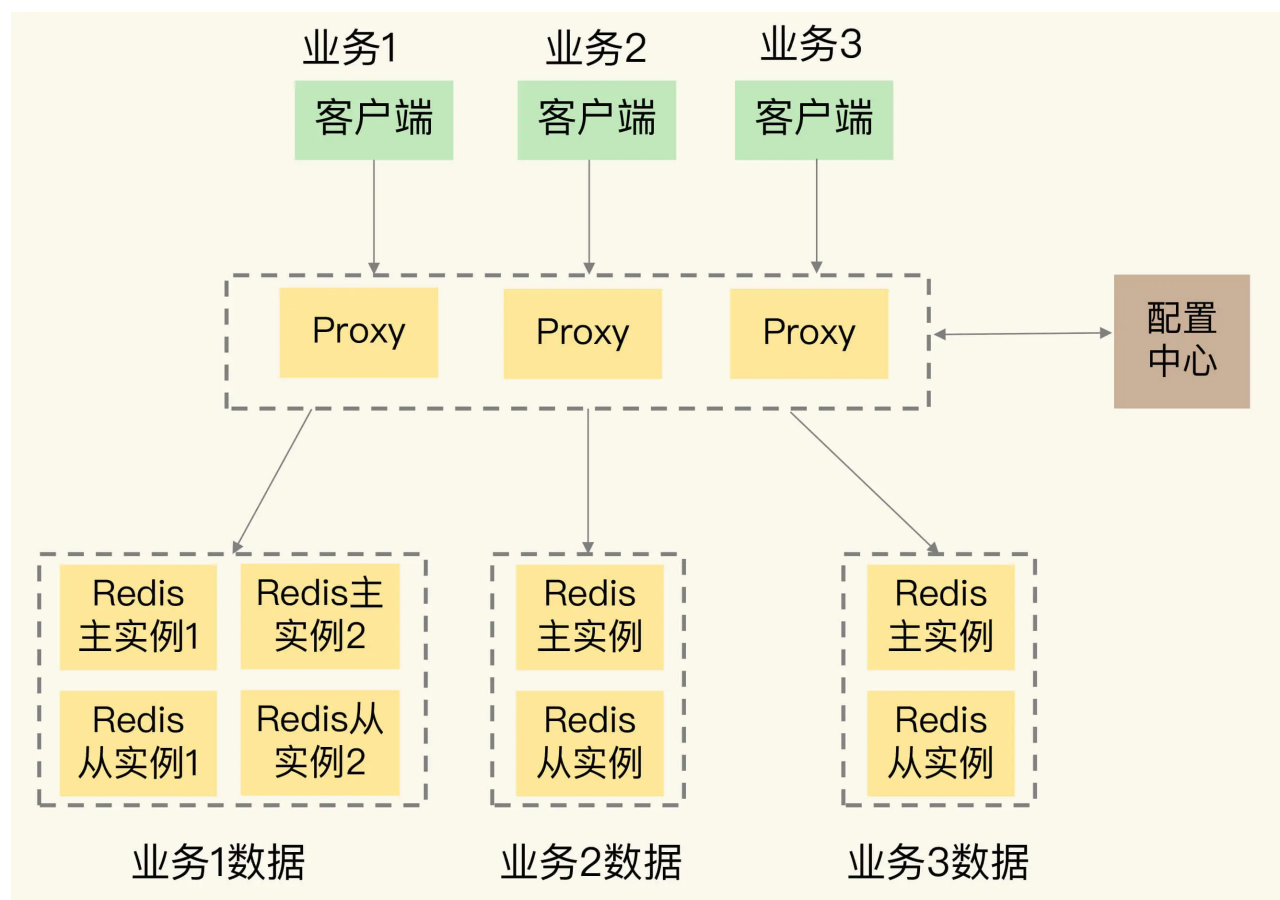 业务1
业务2
业务3
客户端
客户端
客户端
Proxy
Proxy
Proxy
配置
中心
Redis
主实例1
Redis主
实例2
Redis
从实例1
Redis从
实例2
Redis
主实例
Redis
从实例
Redis
主实例
Redis
从实例
业务1数据
业务2数据
业务3数据